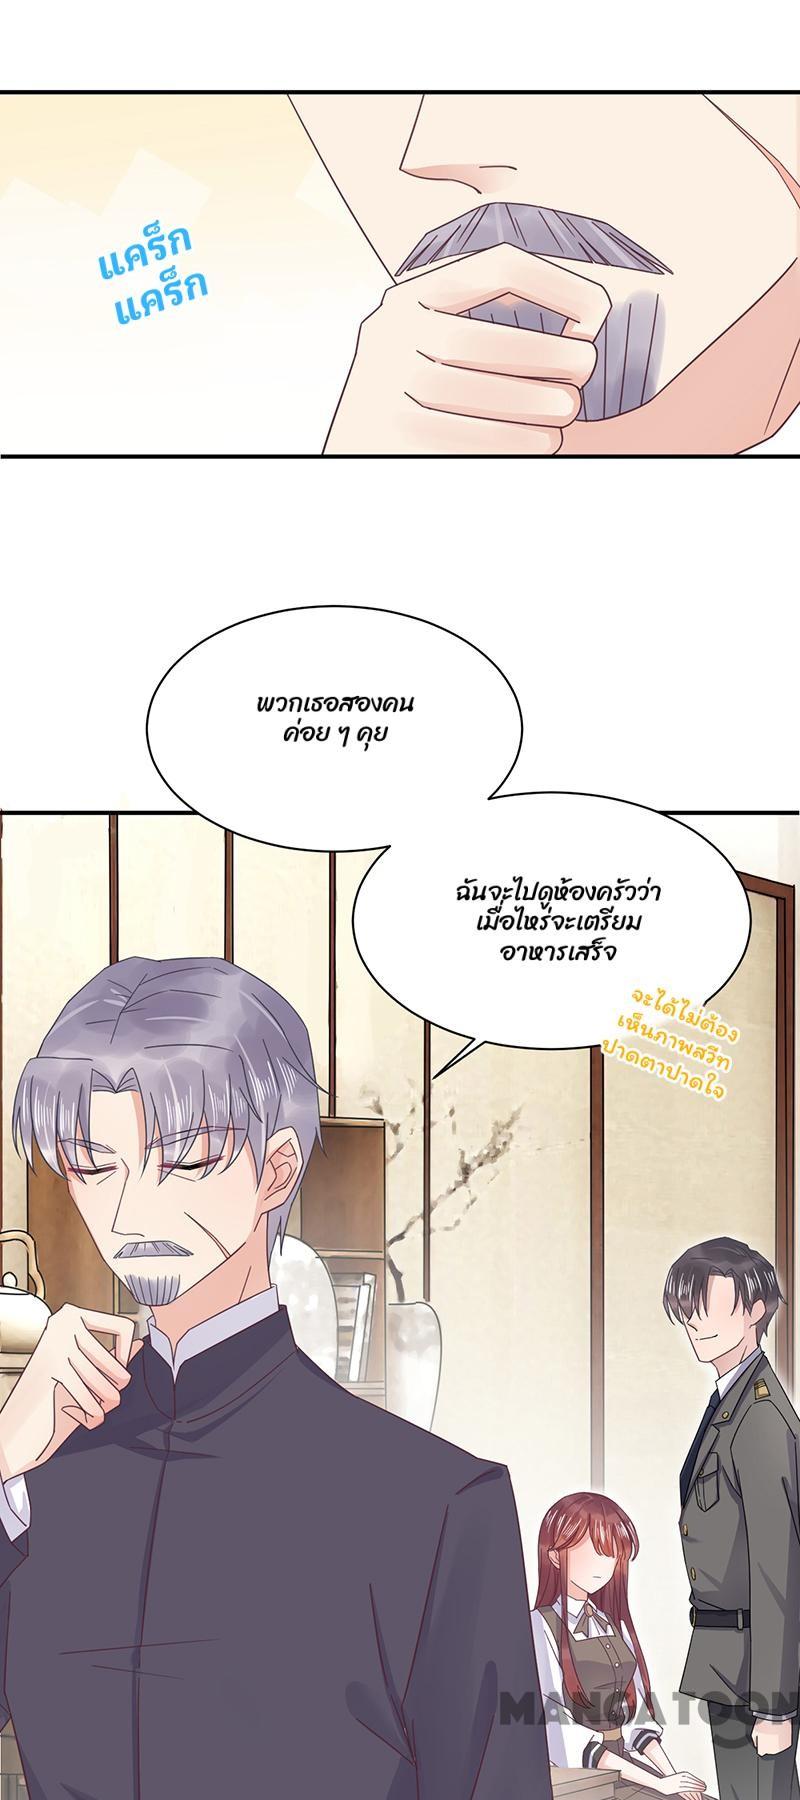 แคร็ก
แคร็ก
พวกเธอสองคน
ค่อย ๆ คุย
ฉันจะไปดูห้องครัวว่า
เมื่อไหร่จะเตรียม
อาหารเสร็จ
จะได้ไม่ต้อง
เห็นภาพสวีท
ปาดตาปาดใจ
MANGATOON